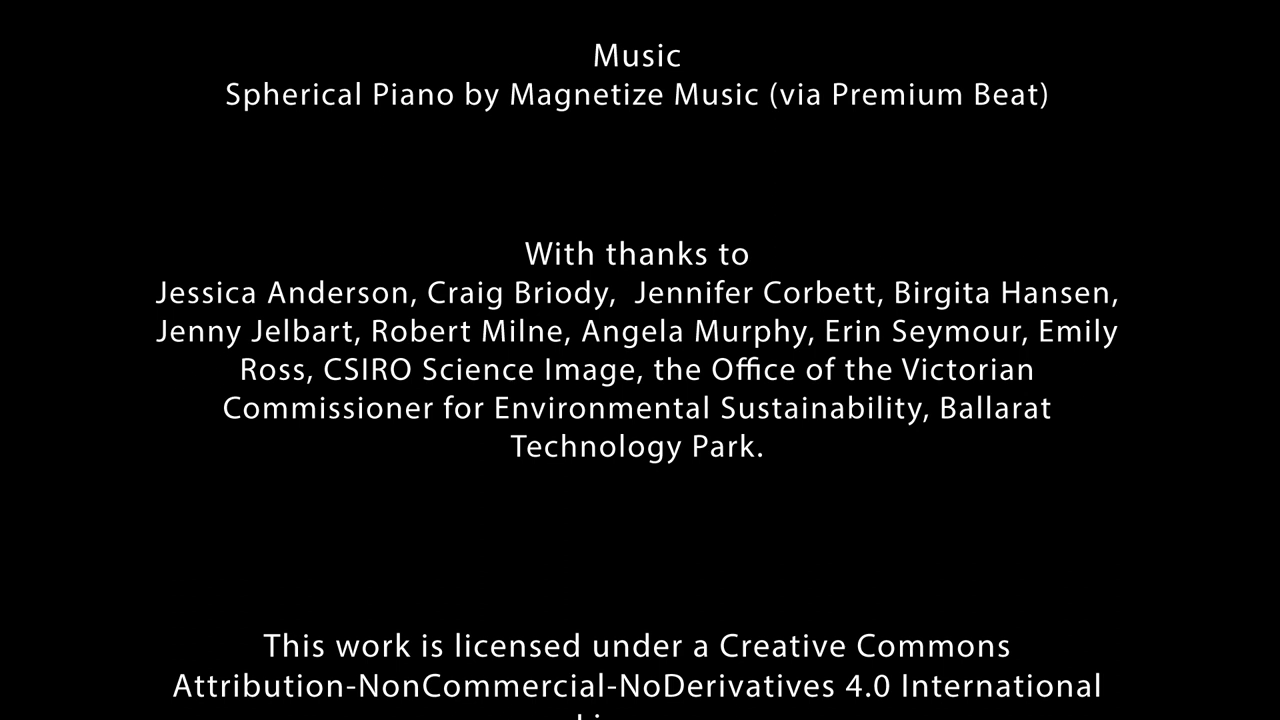 Music
Spherical Piano by Magnetize Music (via Premium Beat)
With thanks to
Jessica Anderson, Craig Briody,  Jennifer Corbett, Birgita Hansen,
Jenny Jelbart, Robert Milne, Angela Murphy, Erin Seymour, Emily
Ross, CSIRO Science Image, the Office of the Victorian
Commissioner for Environmental Sustainability, Ballarat
Technology Park.
This work is licensed under a Creative Commons
Attribution-NonCommercial-NoDerivatives 4.0 International